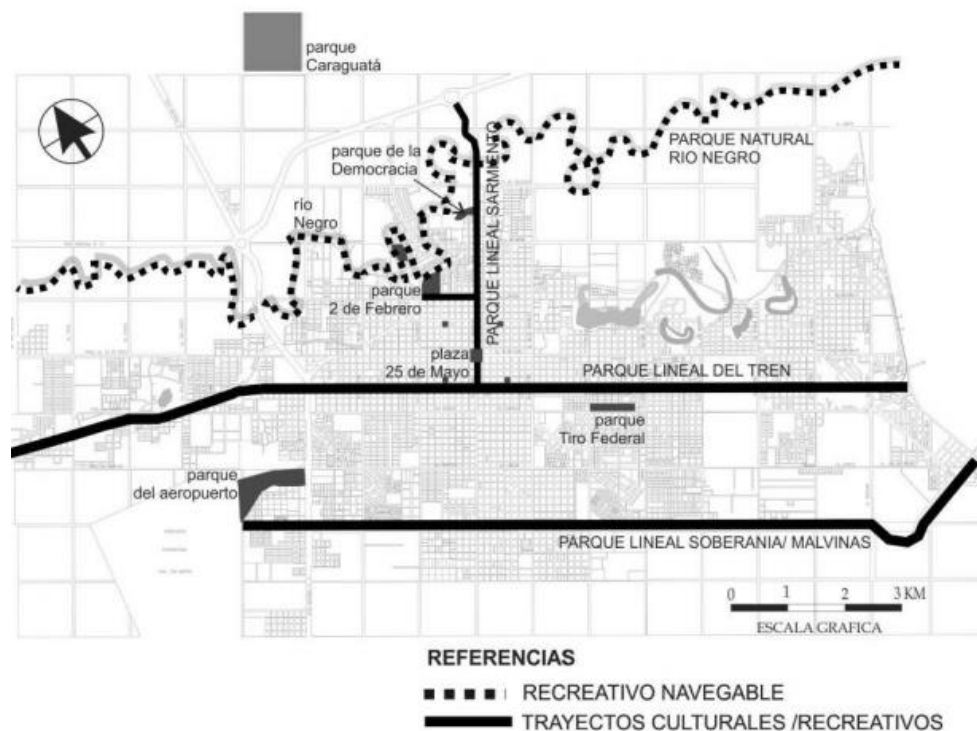 parque
Caraguatá
PARQUE NATURAL
RIO NEGRO
parque de la
Democracia
río
Negro
PARQUE LINEAL SARMIENTO
parque
2 de Febrero
plaza
25 de Mayo
PARQUE LINEAL DEL TREN
parque
Tiro Federal
parque
del aeropuerto
PARQUE LINEAL SOBERANIA/ MALVINAS
0 1 2 3 KM
ESCALA GRAFICA
REFERENCIAS
RECREATIVO NAVEGABLE
TRAYECTOS CULTURALES /RECREATIVOS